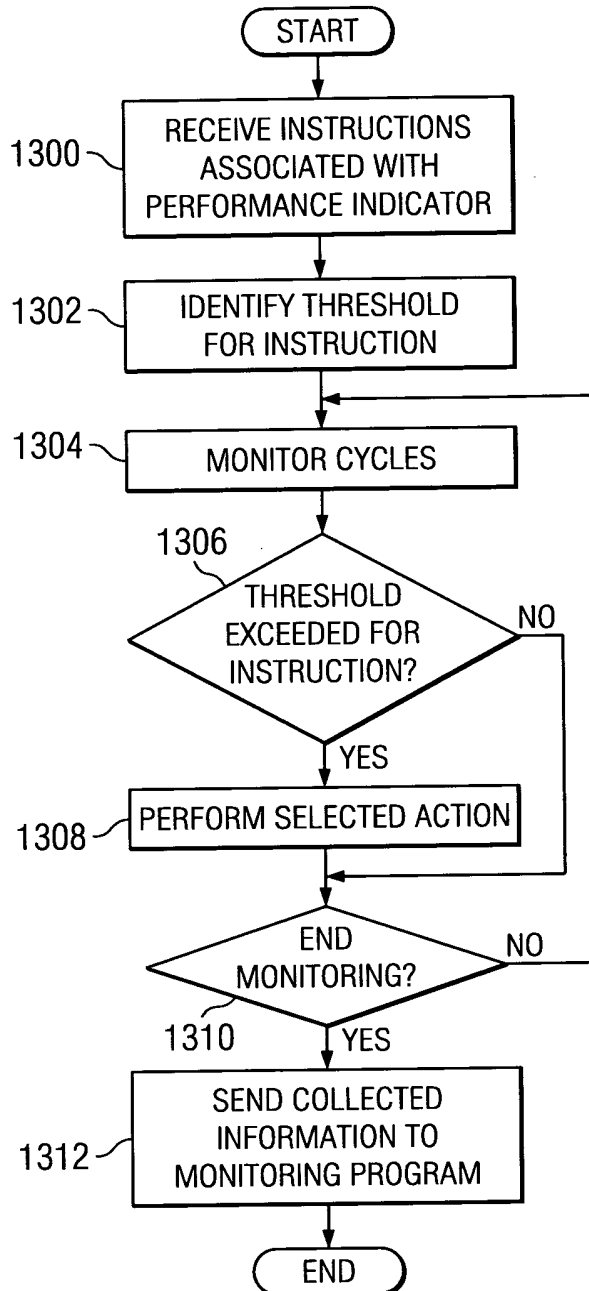 START
1300
RECEIVE INSTRUCTIONS
ASSOCIATED WITH
PERFORMANCE INDICATOR
1302
IDENTIFY THRESHOLD
FOR INSTRUCTION
1304
MONITOR CYCLES
1306
THRESHOLD
EXCEEDED FOR
INSTRUCTION?
NO
YES
1308
PERFORM SELECTED ACTION
END
MONITORING?
NO
1310
YES
1312
SEND COLLECTED
INFORMATION TO
MONITORING PROGRAM
END